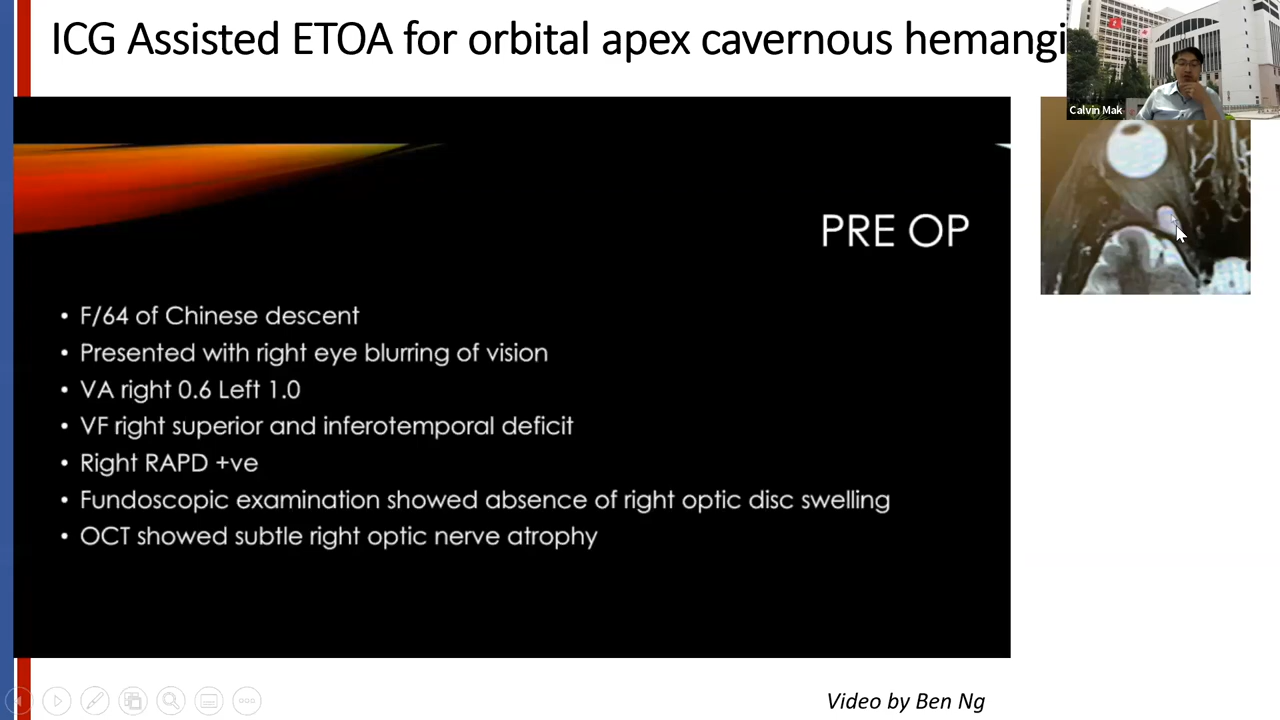 ICG Assisted ETOA for orbital apex cavernous hemangi
Calvin Mak
PRE OP
• F/64 of Chinese descent
• Presented with right eye blurring of vision
• VA right 0.6 Left 1.0
• VF right superior and inferotemporal deficit
• Right RAPD +ve
• Fundoscopic examination showed absence of right optic disc swelling
• OCT showed subtle right optic nerve atrophy
Video by Ben Ng